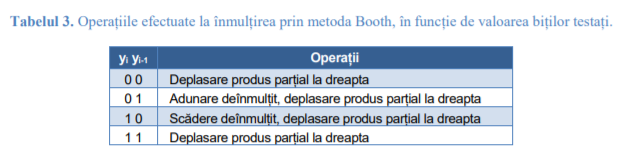 Tabelul 3. Operațiile efectuate la înmulțirea prin metoda Booth, în funcție de valoarea biților testați.
yᵢ yᵢ₋₁ Operații
0 0 Deplasare produs parțial la dreapta
0 1 Adunare deînmulțit, deplasare produs parțial la dreapta
1 0 Scădere deînmulțit, deplasare produs parțial la dreapta
1 1 Deplasare produs parțial la dreapta